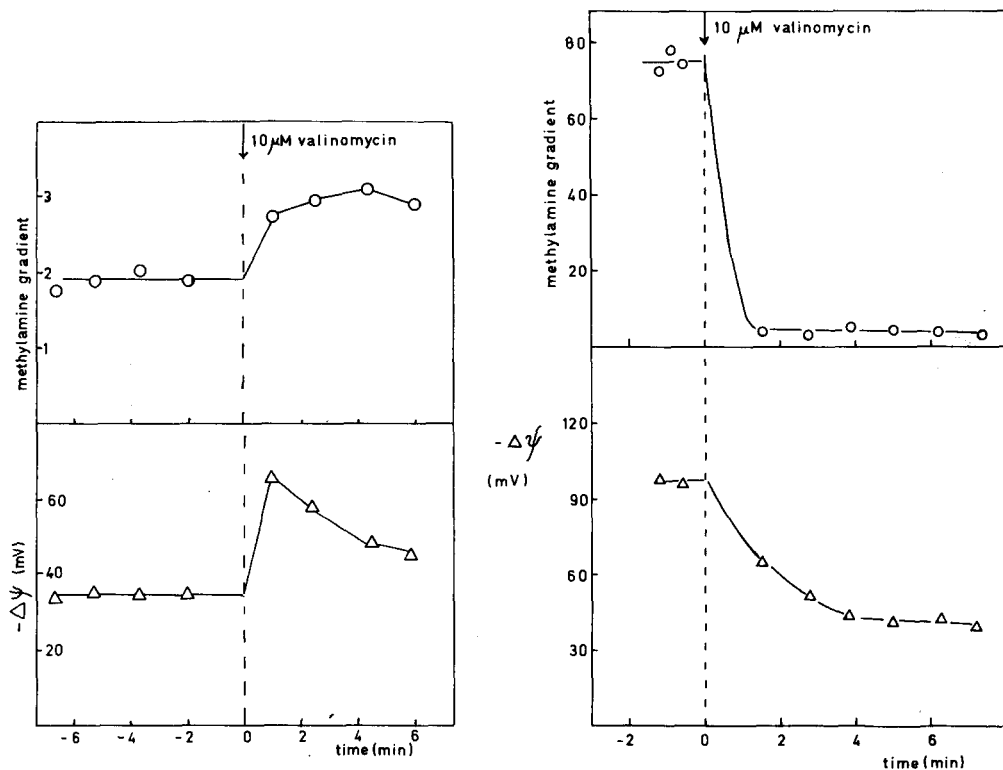 10 μM valinomycin
methylamine gradient
3
2
1
-Δψ (mV)
60
40
20
-6 -4 -2 0 2 4 6
time (min)
10 μM valinomycin
methylamine gradient
80
60
40
20
-Δψ
(mV)
120
90
60
30
-2 0 2 4 6
time (min)